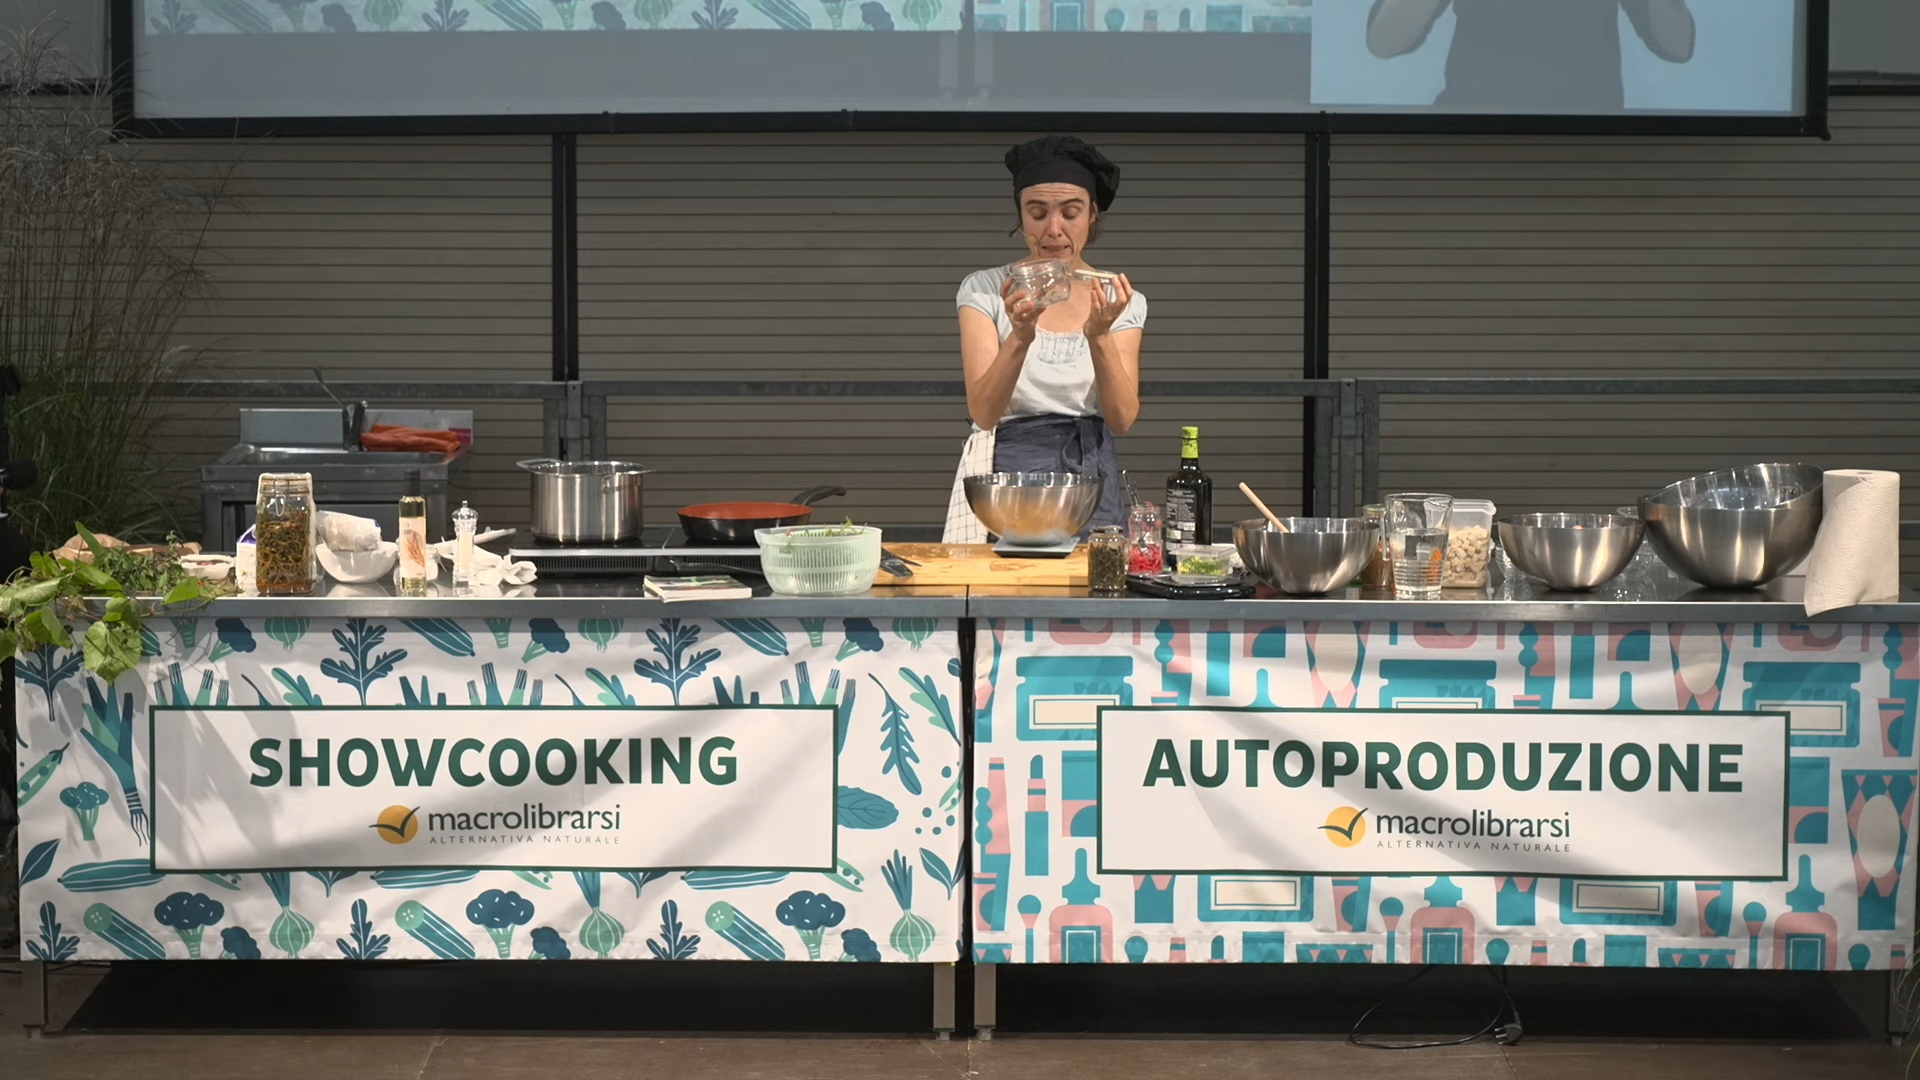 SHOWCOOKING
macrolibrarsi
ALTERNATIVA NATURALE
AUTOPRODUZIONE
macrolibrarsi
ALTERNATIVA NATURALE